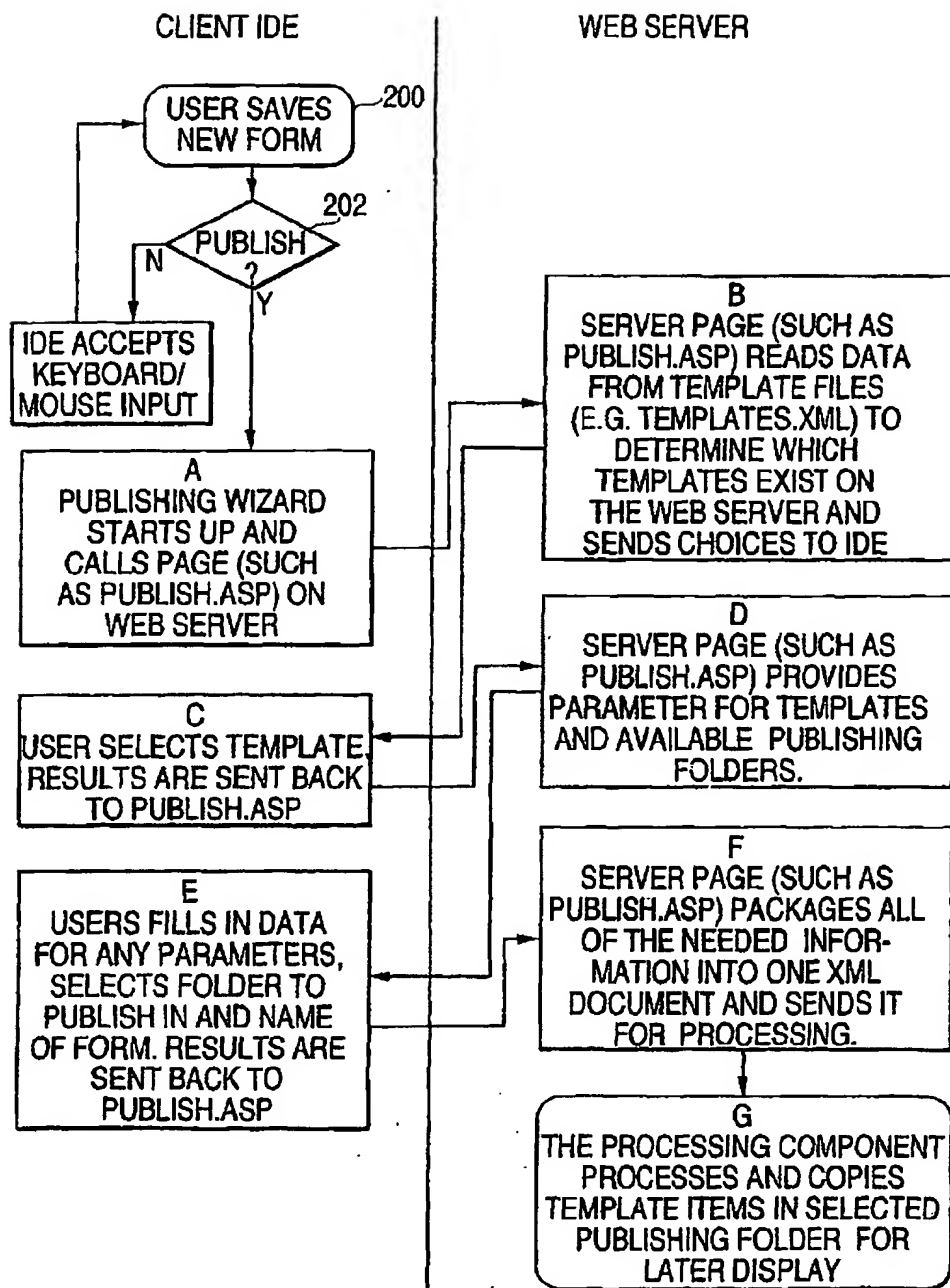 CLIENT IDE
WEB SERVER
USER SAVES
NEW FORM
200
202
PUBLISH
?
N
Y
IDE ACCEPTS
KEYBOARD/
MOUSE INPUT
A
PUBLISHING WIZARD
STARTS UP AND
CALLS PAGE (SUCH
AS PUBLISH.ASP) ON
WEB SERVER
B
SERVER PAGE (SUCH AS
PUBLISH.ASP) READS DATA
FROM TEMPLATE FILES
(E.G. TEMPLATES.XML) TO
DETERMINE WHICH
TEMPLATES EXIST ON
THE WEB SERVER AND
SENDS CHOICES TO IDE
C
USER SELECTS TEMPLATE.
RESULTS ARE SENT BACK
TO PUBLISH.ASP
D
SERVER PAGE (SUCH AS
PUBLISH.ASP) PROVIDES
PARAMETER FOR TEMPLATES
AND AVAILABLE PUBLISHING
FOLDERS.
E
USERS FILLS IN DATA
FOR ANY PARAMETERS,
SELECTS FOLDER TO
PUBLISH IN AND NAME
OF FORM. RESULTS ARE
SENT BACK TO
PUBLISH.ASP
F
SERVER PAGE (SUCH AS
PUBLISH.ASP) PACKAGES ALL
OF THE NEEDED INFOR-
MATION INTO ONE XML
DOCUMENT AND SENDS IT
FOR PROCESSING.
G
THE PROCESSING COMPONENT
PROCESSES AND COPIES
TEMPLATE ITEMS IN SELECTED
PUBLISHING FOLDER FOR
LATER DISPLAY